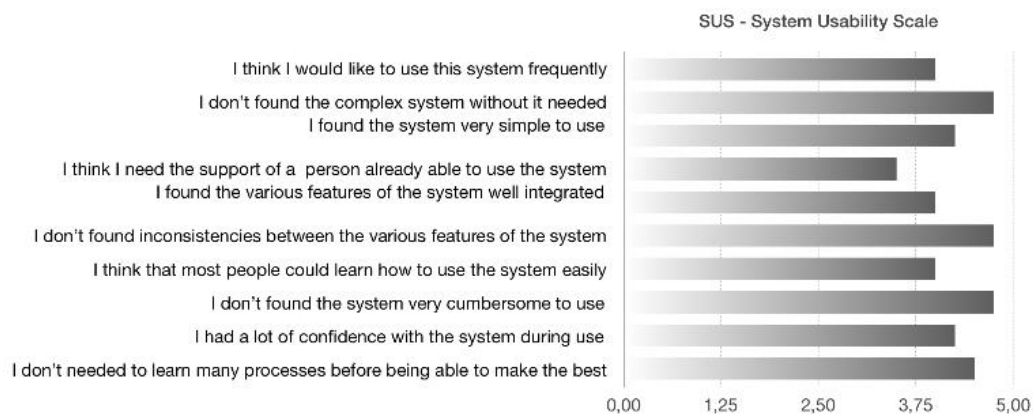 SUS - System Usability Scale
I think I would like to use this system frequently
I don't found the complex system without it needed
I found the system very simple to use
I think I need the support of a person already able to use the system
I found the various features of the system well integrated
I don't found inconsistencies between the various features of the system
I think that most people could learn how to use the system easily
I don't found the system very cumbersome to use
I had a lot of confidence with the system during use
I don't needed to learn many processes before being able to make the best
0,00 1,25 2,50 3,75 5,00